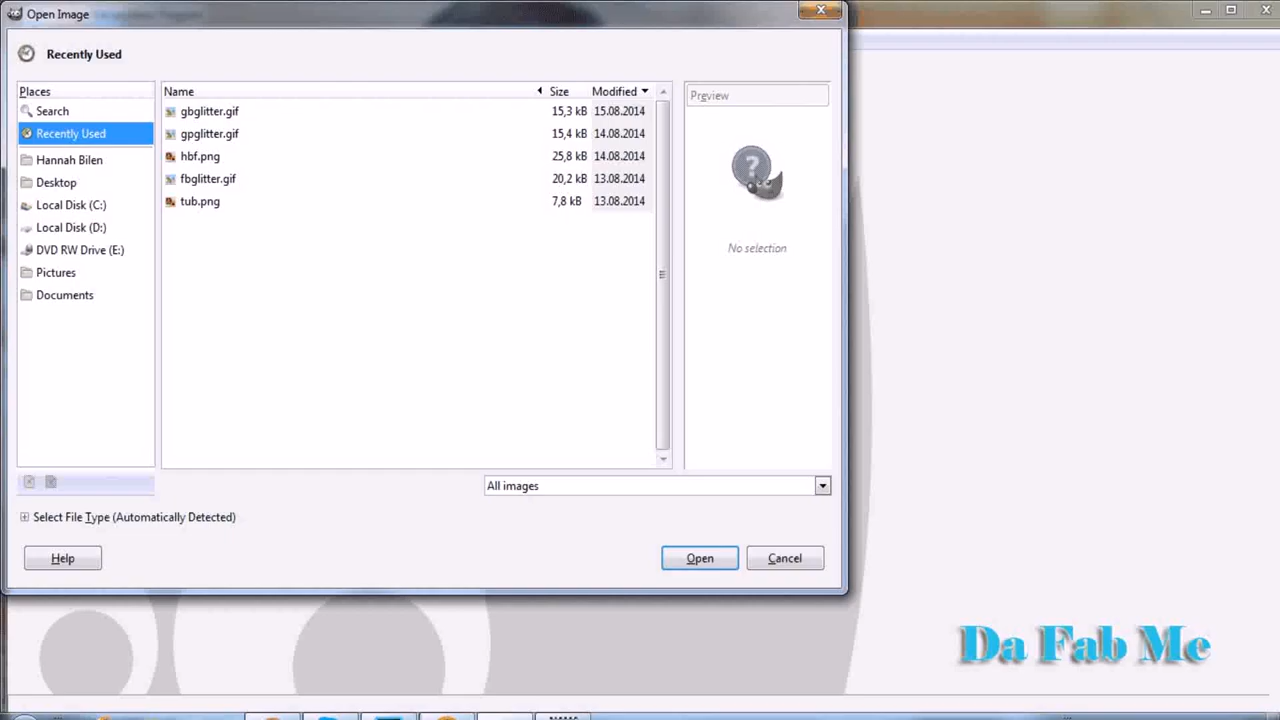 Open Image
Recently Used
Places
Search
Recently Used
Hannah Bilen
Desktop
Local Disk (C:)
Local Disk (D:)
DVD RW Drive (E:)
Pictures
Documents
Name Size Modified
gbglitter.gif 15,3 kB 15.08.2014
gpglitter.gif 15,4 kB 14.08.2014
hbf.png 25,8 kB 14.08.2014
fbglitter.gif 20,2 kB 13.08.2014
tub.png 7,8 kB 13.08.2014
Preview
No selection
All images
Select File Type (Automatically Detected)
Help
Open
Cancel
Da Fab Me